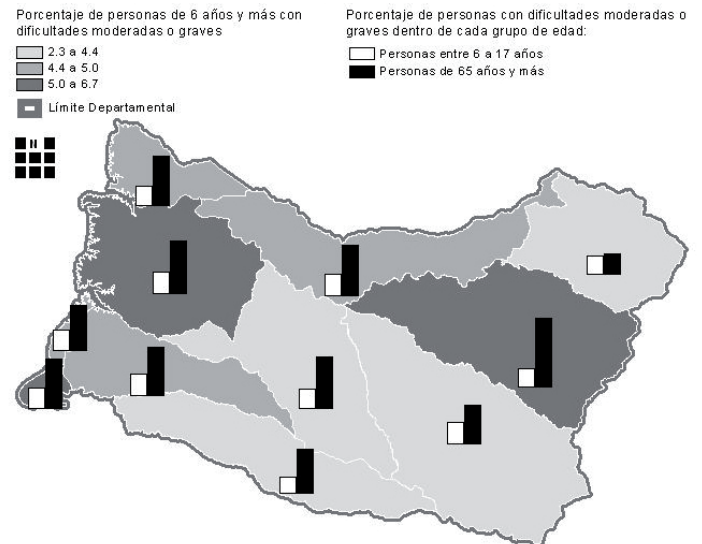 Porcentaje de personas de 6 años y más con
dificultades moderadas o graves
2.3 a 4.4
4.4 a 5.0
5.0 a 6.7
Límite Departamental
N
Porcentaje de personas con dificultades moderadas o
graves dentro de cada grupo de edad:
Personas entre 6 a 17 años
Personas de 65 años y más